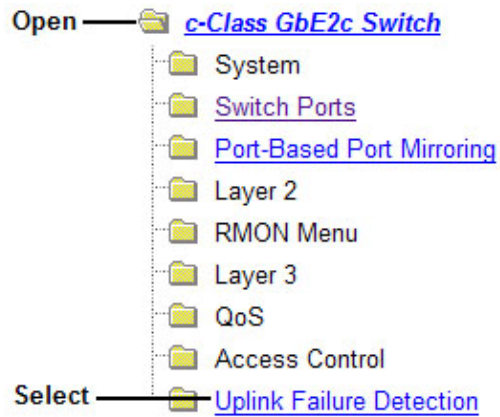 Open c-Class GbE2c Switch
System
Switch Ports
Port-Based Port Mirroring
Layer 2
RMON Menu
Layer 3
QoS
Access Control
Select Uplink Failure Detection